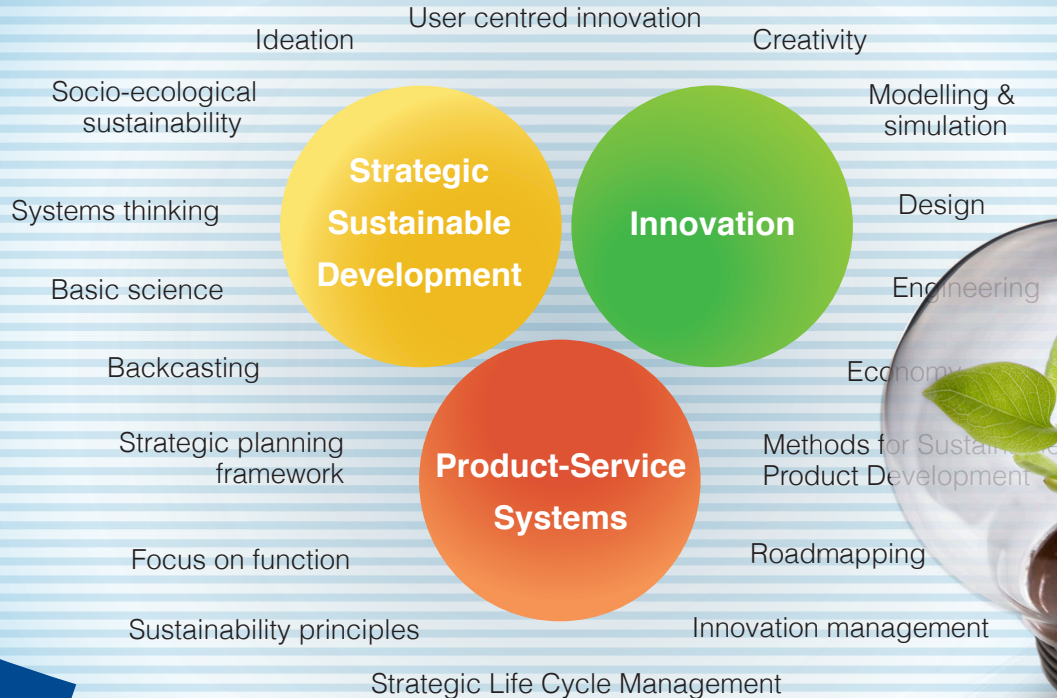 User centred innovation
Ideation
Creativity
Socio-ecological
sustainability
Modelling &
simulation
Strategic
Sustainable
Development
Innovation
Systems thinking
Design
Basic science
Engineering
Backcasting
Economy
Strategic planning
framework
Methods for Sustainable
Product Development
Product-Service
Systems
Focus on function
Roadmapping
Sustainability principles
Innovation management
Strategic Life Cycle Management